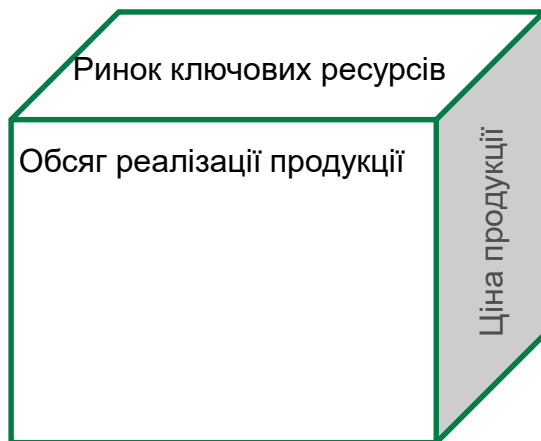 Ринок ключових ресурсів
Обсяг реалізації продукції
Ціна продукції